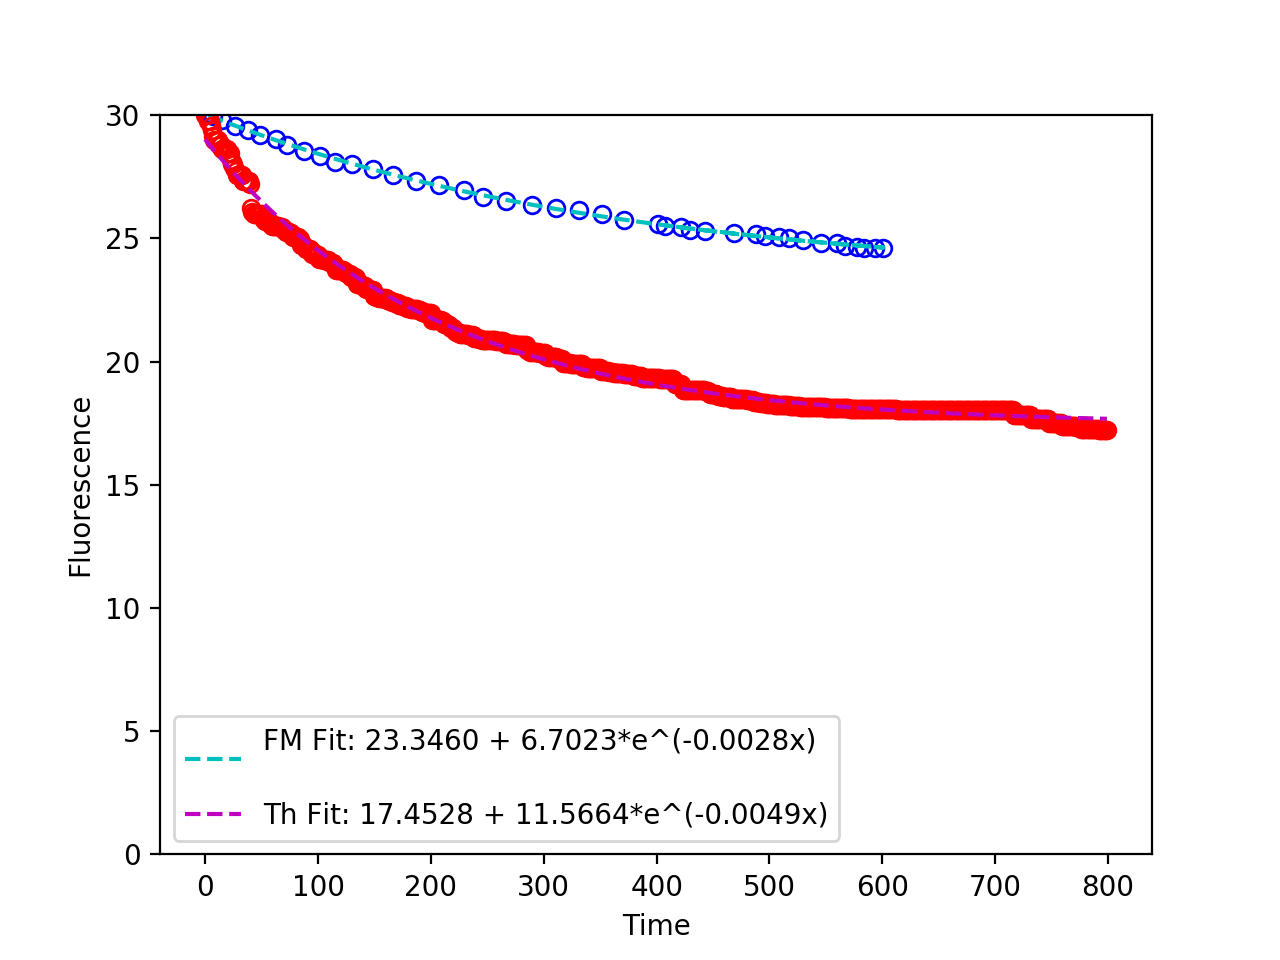 30
25
20
15
10
5
0
Fluorescence
FM Fit: 23.3460 + 6.7023*e^(-0.0028x)
Th Fit: 17.4528 + 11.5664*e^(-0.0049x)
0 100 200 300 400 500 600 700 800
Time